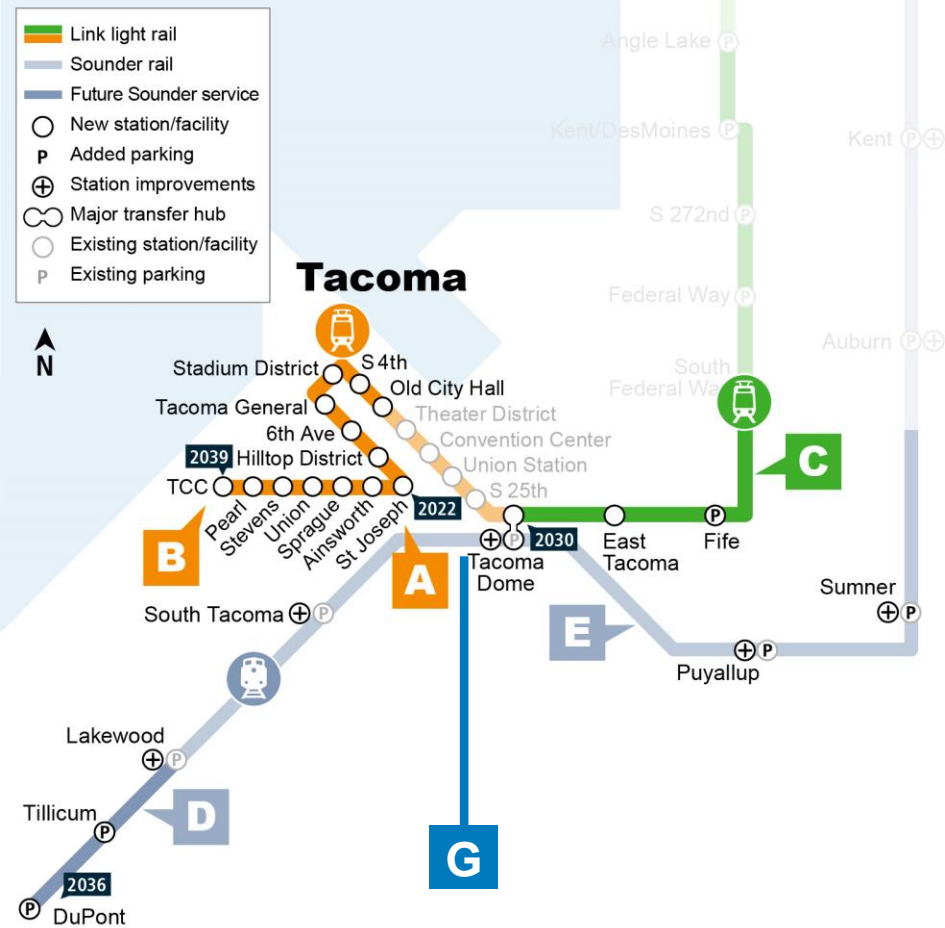 Link light rail
Sounder rail
Future Sounder service
New station/facility
P Added parking
Station improvements
Major transfer hub
Existing station/facility
P Existing parking
N
Tacoma
Angle Lake P
Kent/DesMoines P
Kent P
S 272nd P
Federal Way P
Auburn P
South
Federal Wa
Stadium District
S 4th
Old City Hall
Tacoma General
Theater District
6th Ave
Convention Center
2039
Hilltop District
Union Station
S 25th
TCC
Pearl
Stevens
Union
Sprague
Ainsworth
St Joseph
2022
C
B
A
P
2030
Tacoma
Dome
East
Tacoma
P
Fife
South Tacoma P
E
Sumner
P
P
Puyallup
Lakewood
P
D
Tillicum
P
G
2036
P
DuPont